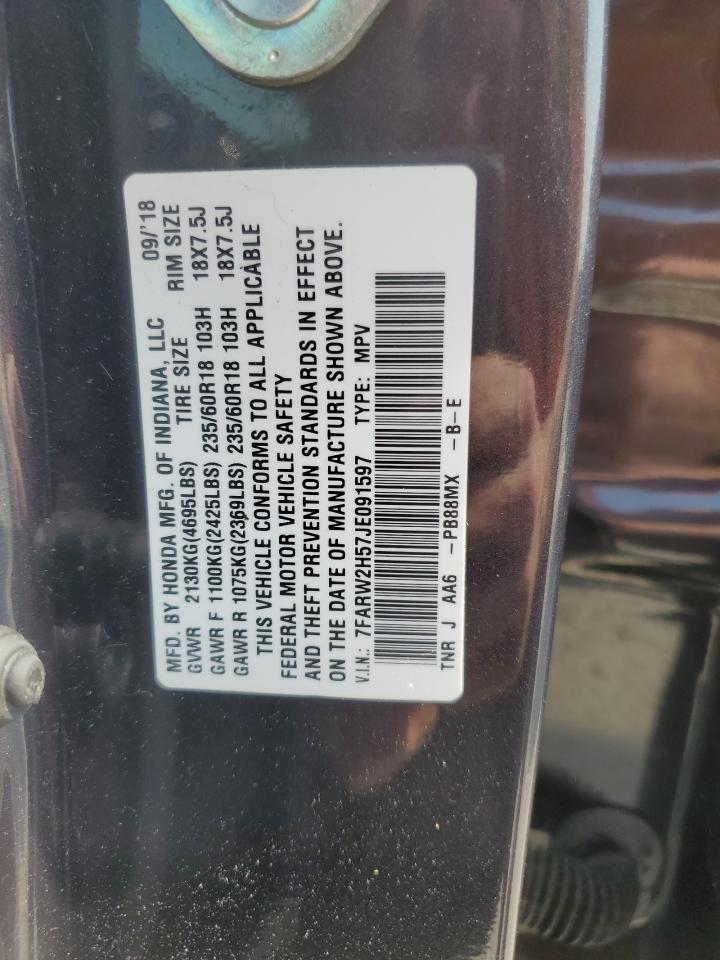 MFD. BY HONDA MFG. OF INDIANA, LLC 09/'18
GVWR 2130KG(4695LBS) TIRE SIZE RIM SIZE
GAWR F 1100KG(2425LBS) 235/60R18 103H 18X7.5J
GAWR R 1075KG(2369LBS) 235/60R18 103H 18X7.5J
THIS VEHICLE CONFORMS TO ALL APPLICABLE
FEDERAL MOTOR VEHICLE SAFETY
AND THEFT PREVENTION STANDARDS IN EFFECT
ON THE DATE OF MANUFACTURE SHOWN ABOVE.
V.I.N.: 7FARW2H57JE091597 TYPE: MPV
TNR J AA6 -PB88MX -B-E